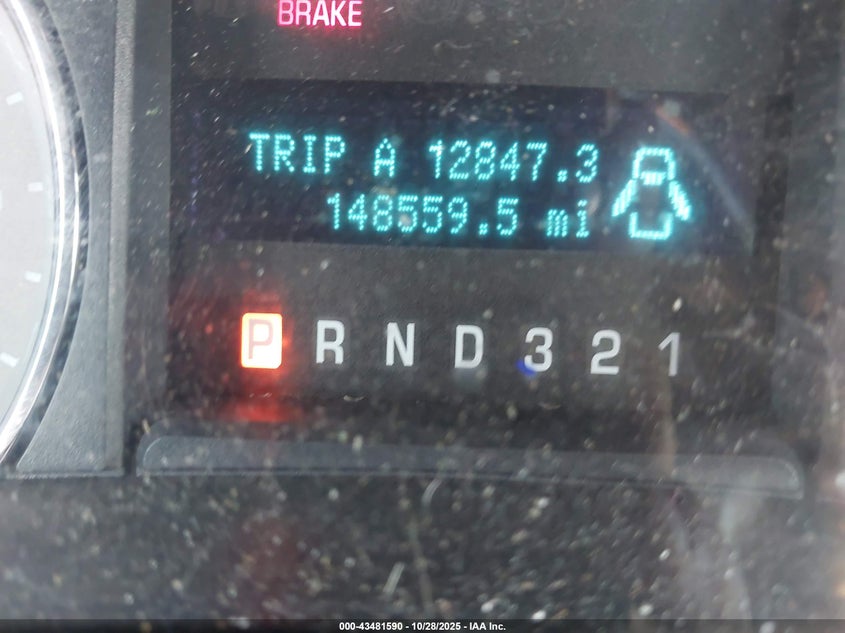 BRAKE
TRIP A 12847.3
148559.5 mi
P R N D 3 2 1
000-43481590 - 10/28/2025 - IAA Inc.